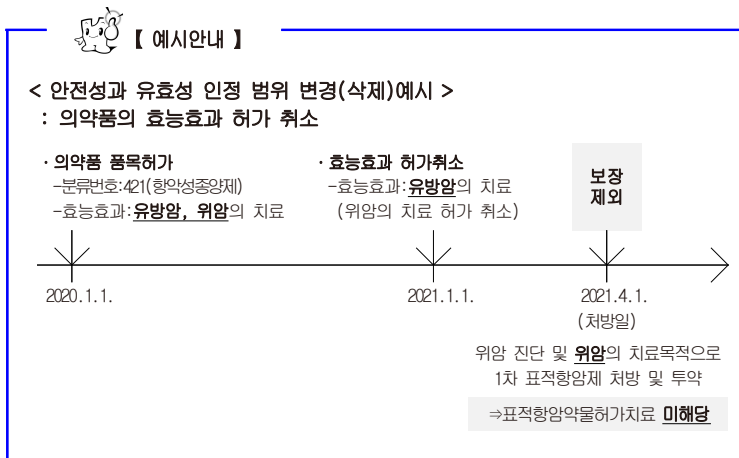 【 예시안내 】
< 안전성과 유효성 인정 범위 변경(삭제)예시 >
: 의약품의 효능효과 허가 취소
· 의약품 품목허가
-분류번호:421(항악성종양제)
-효능효과:유방암, 위암의 치료
· 효능효과 허가취소
-효능효과:유방암의 치료
(위암의 치료 허가 취소)
보장
제외
2020.1.1.
2021.1.1.
2021.4.1.
(처방일)
위암 진단 및 위암의 치료목적으로
1차 표적항암제 처방 및 투약
⇒표적항암약물허가치료 미해당